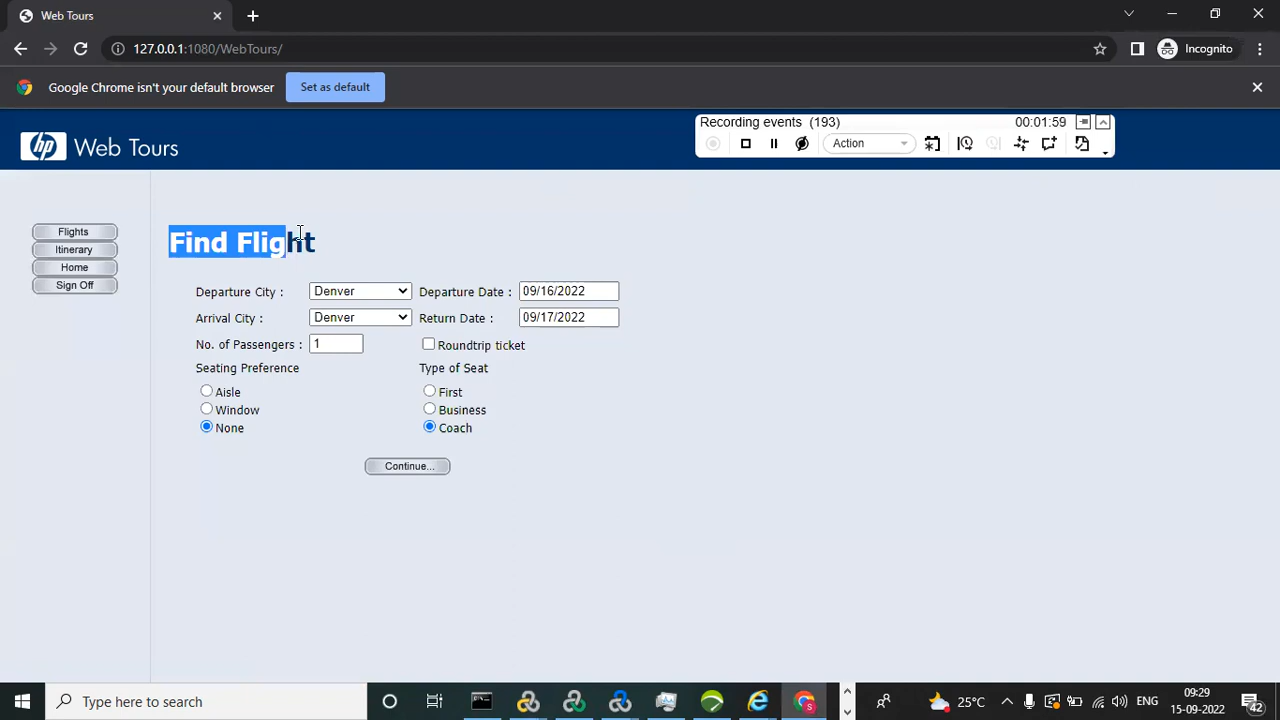 Web Tours
127.0.0.1:1080/WebTours/
Incognito
Google Chrome isn't your default browser
Set as default
Recording events (193)
00:01:59
Action
hp
Web Tours
Flights
Itinerary
Home
Sign Off
Find Flight
Departure City : Denver Departure Date : 09/16/2022
Arrival City : Denver Return Date : 09/17/2022
No. of Passengers : 1 Roundtrip ticket
Seating Preference Type of Seat
Aisle First
Window Business
None Coach
Continue...
Type here to search
25°C
ENG
09:29
15-09-2022
42